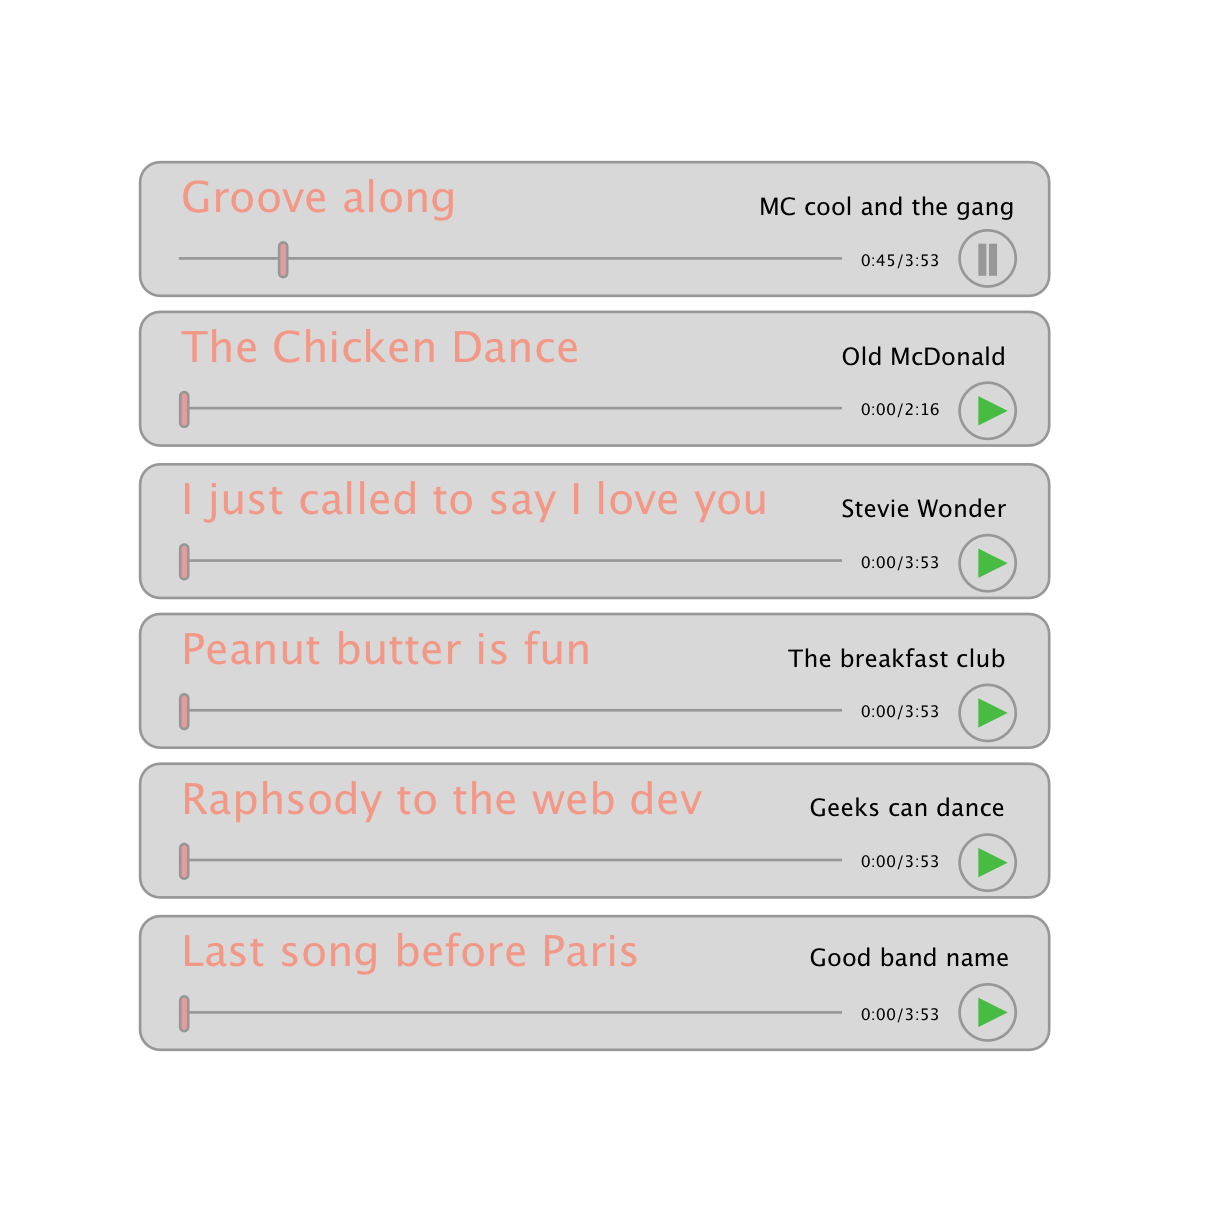 Groove along
MC cool and the gang
0:45/3:53
The Chicken Dance
Old McDonald
0:00/2:16
I just called to say I love you
Stevie Wonder
0:00/3:53
Peanut butter is fun
The breakfast club
0:00/3:53
Raphsody to the web dev
Geeks can dance
0:00/3:53
Last song before Paris
Good band name
0:00/3:53